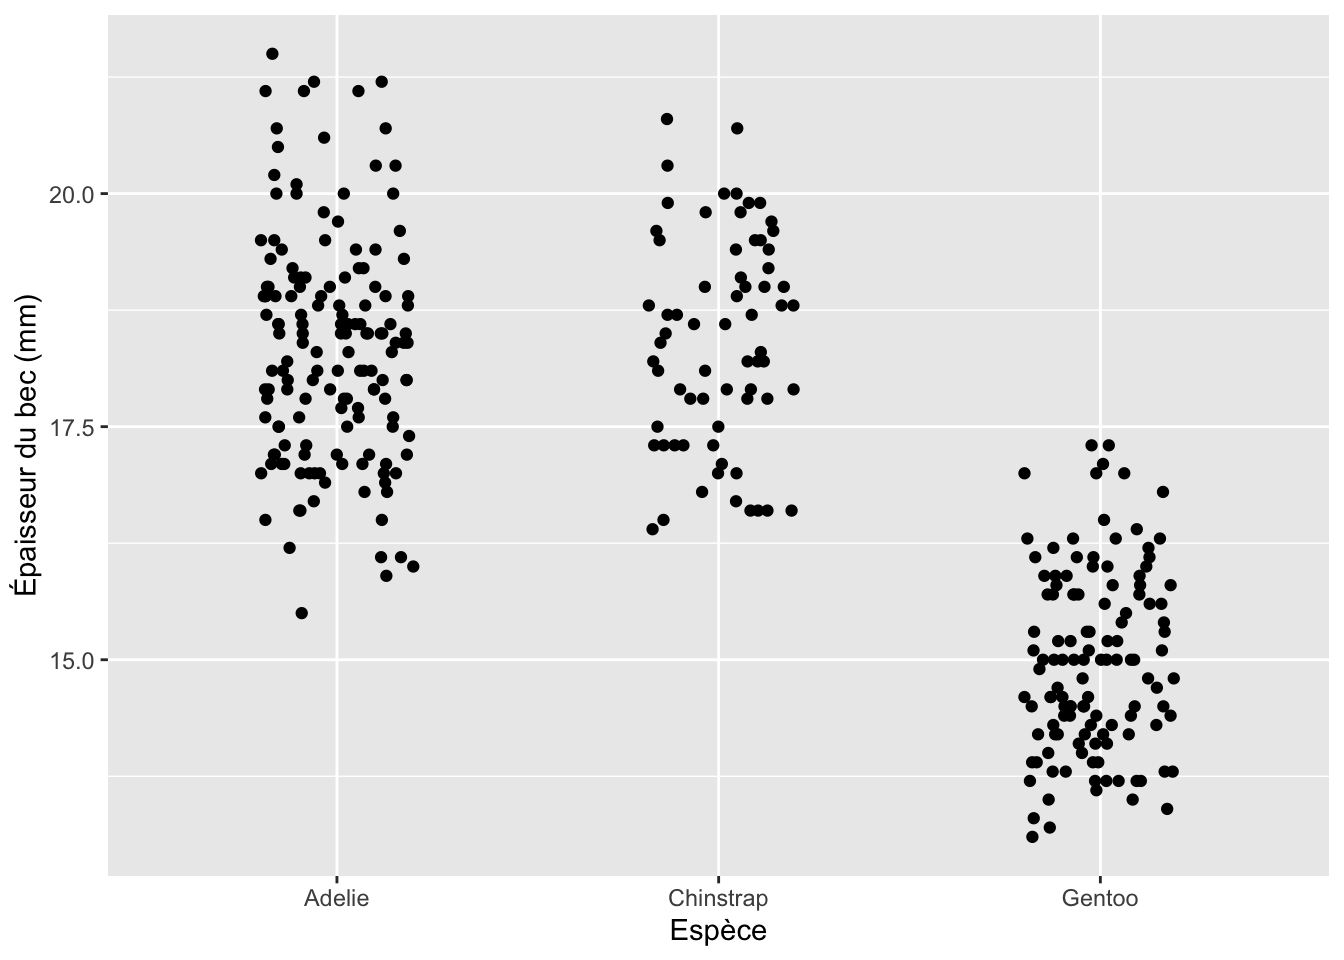 Épaisseur du bec (mm)
20.0
17.5
15.0
Adelie
Chinstrap
Gentoo
Espèce